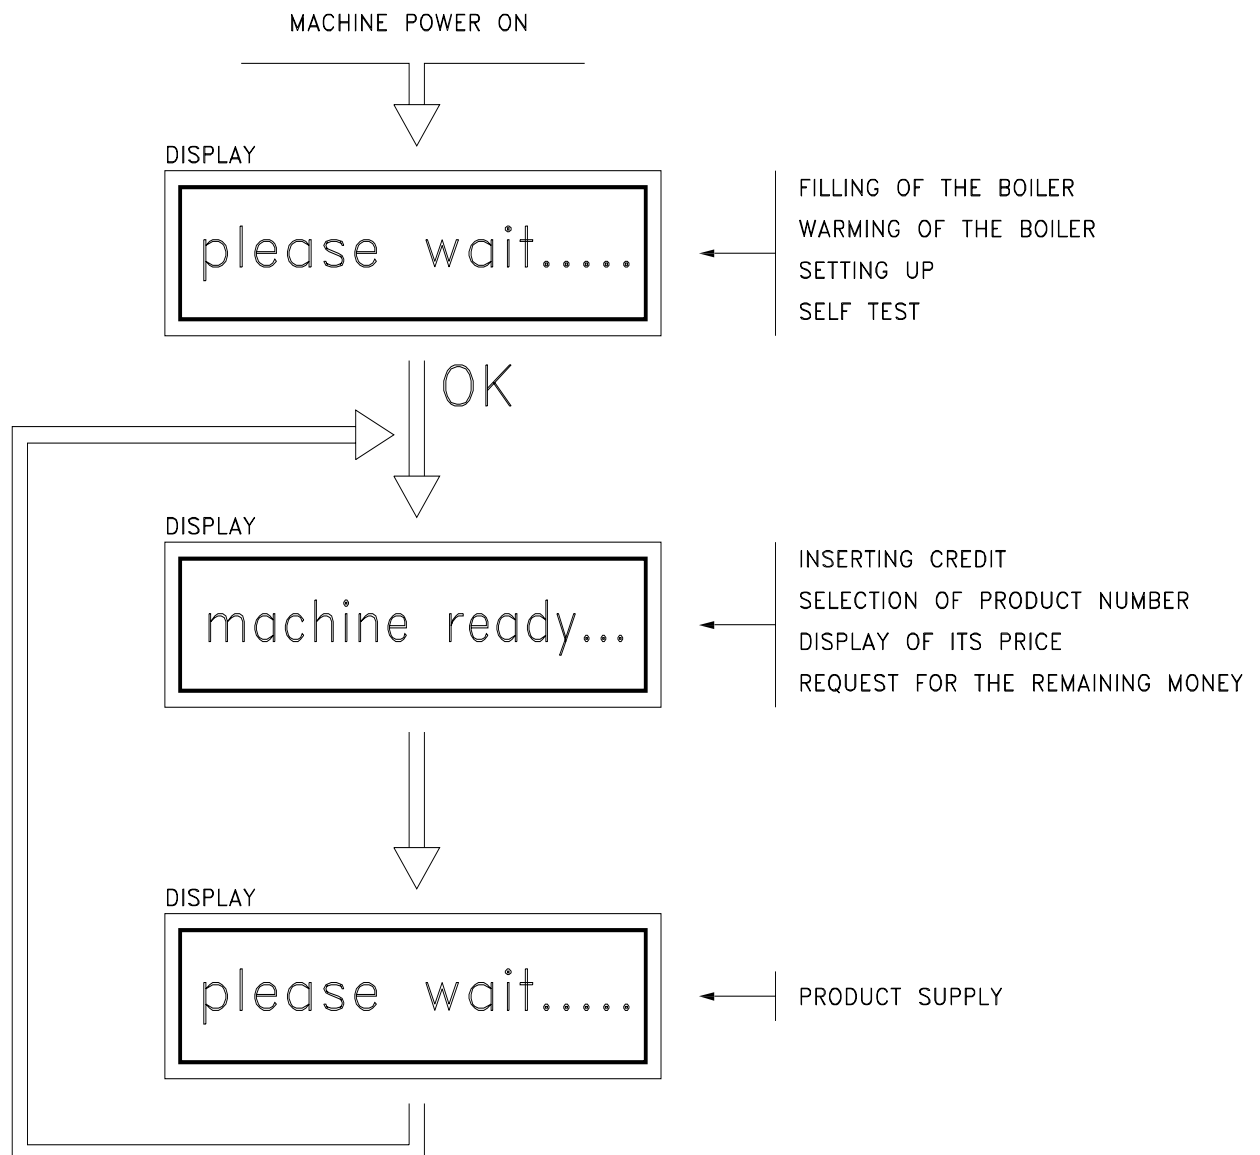 MACHINE POWER ON
DISPLAY
please wait.....
FILLING OF THE BOILER
WARMING OF THE BOILER
SETTING UP
SELF TEST
OK
DISPLAY
machine ready...
INSERTING CREDIT
SELECTION OF PRODUCT NUMBER
DISPLAY OF ITS PRICE
REQUEST FOR THE REMAINING MONEY
DISPLAY
please wait.....
PRODUCT SUPPLY